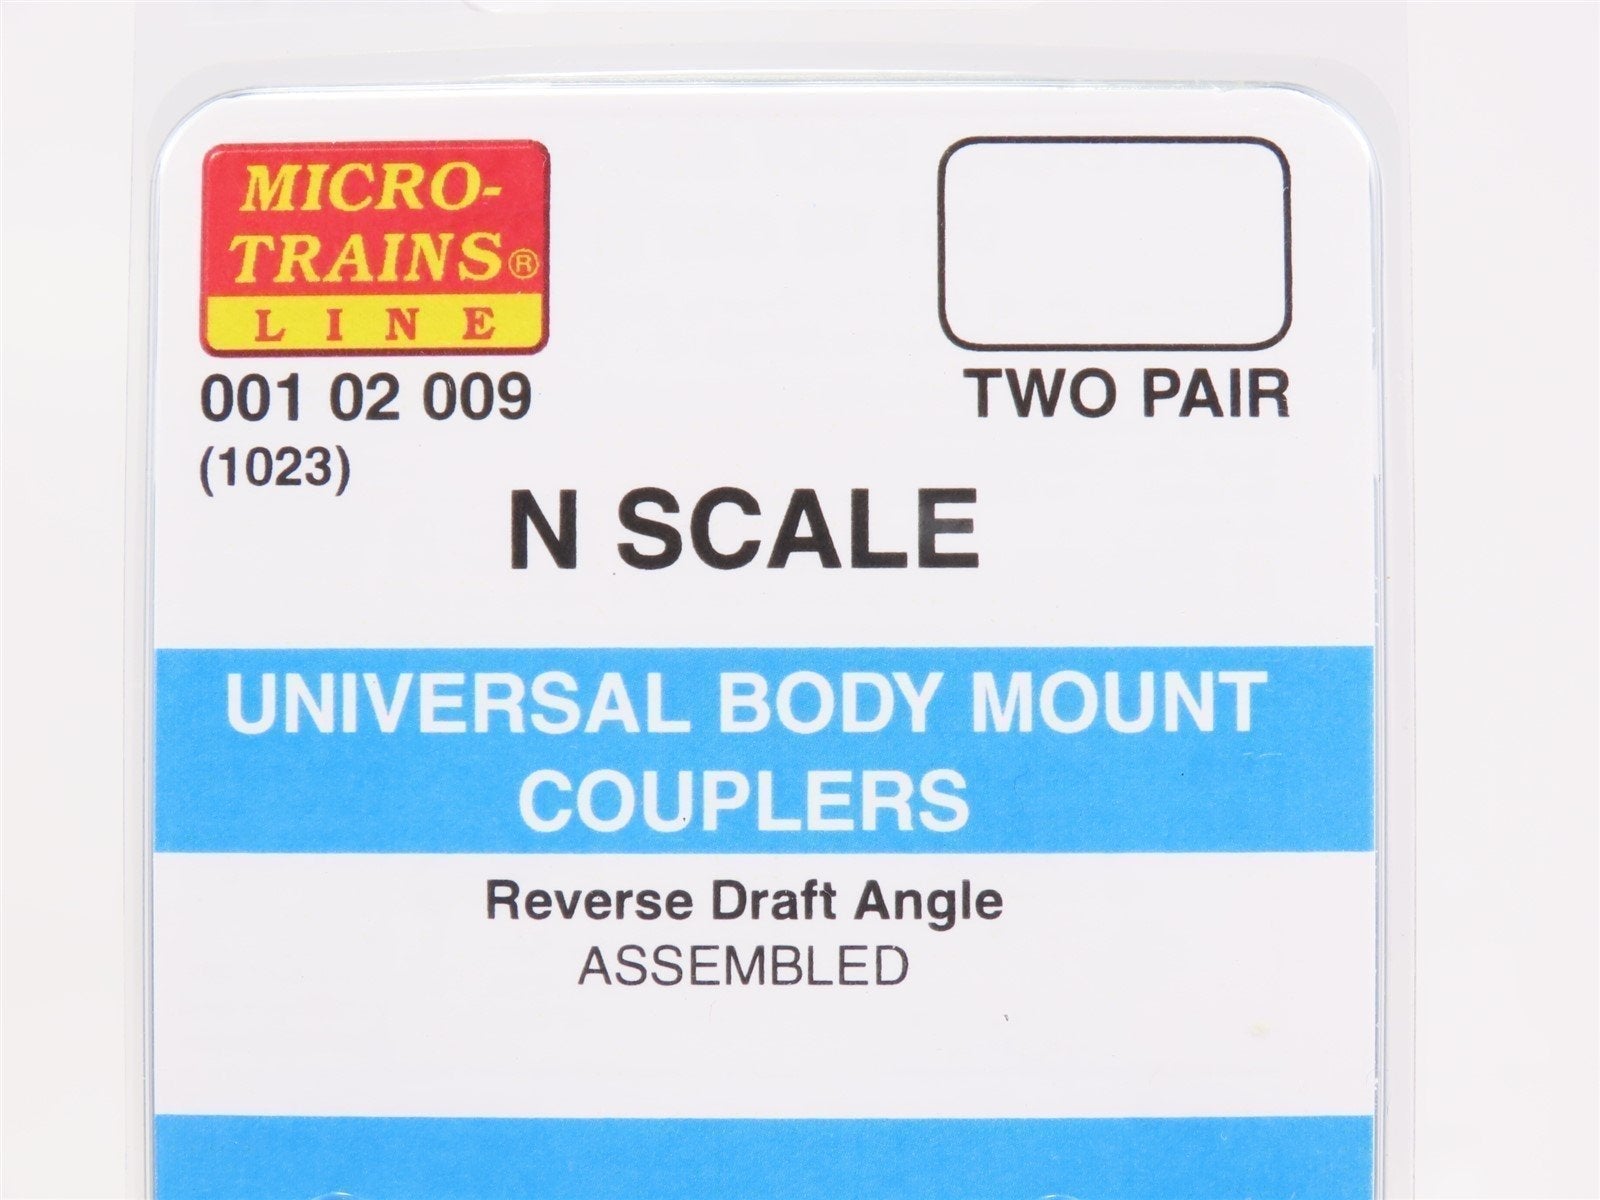 MICRO-
TRAINS®
LINE
001 02 009
(1023)
TWO PAIR
N SCALE
UNIVERSAL BODY MOUNT
COUPLERS
Reverse Draft Angle
ASSEMBLED